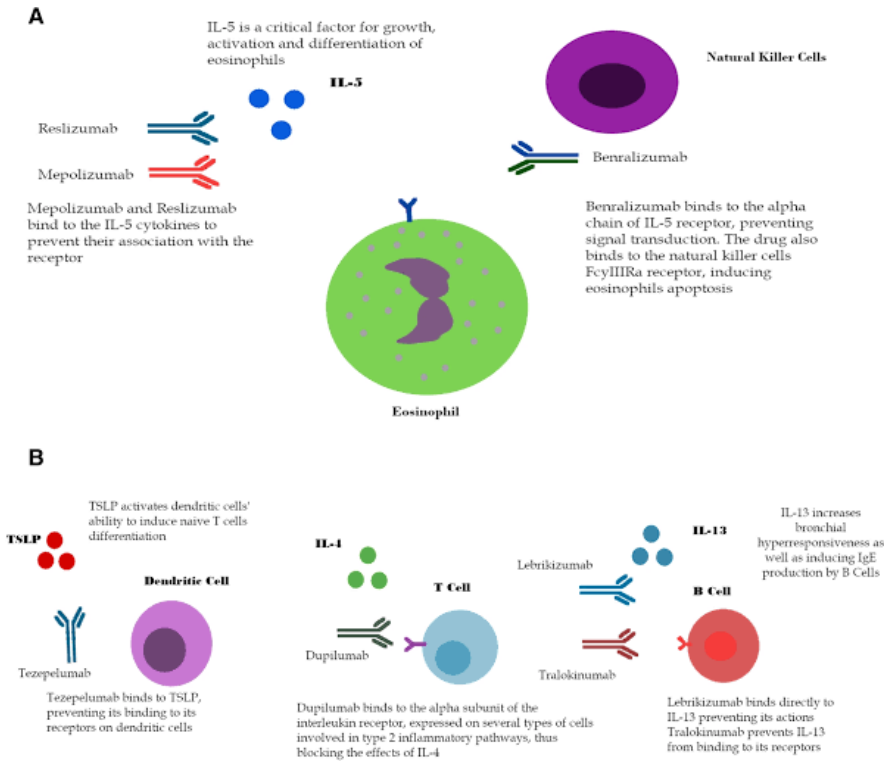 A
IL-5 is a critical factor for growth,
activation and differentiation of
eosinophils
IL-5
Natural Killer Cells
Reslizumab
Mepolizumab
Benralizumab
Mepolizumab and Reslizumab
bind to the IL-5 cytokines to
prevent their association with the
receptor
Benralizumab binds to the alpha
chain of IL-5 receptor, preventing
signal transduction. The drug also
binds to the natural killer cells
FcyIIIRa receptor, inducing
eosinophils apoptosis
Eosinophil
B
TSLP activates dendritic cells'
ability to induce naive T cells
differentiation
TSLP
Dendritic Cell
Tezepelumab
Tezepelumab binds to TSLP,
preventing its binding to its
receptors on dendritic cells
IL-4
T Cell
Dupilumab
Dupilumab binds to the alpha subunit of the
interleukin receptor, expressed on several types of cells
involved in type 2 inflammatory pathways, thus
blocking the effects of IL-4
IL-13
IL-13 increases
bronchial
hyperresponsiveness as
well as inducing IgE
production by B Cells
Lebrikizumab
B Cell
Tralokinumab
Lebrikizumab binds directly to
IL-13 preventing its actions
Tralokinumab prevents IL-13
from binding to its receptors